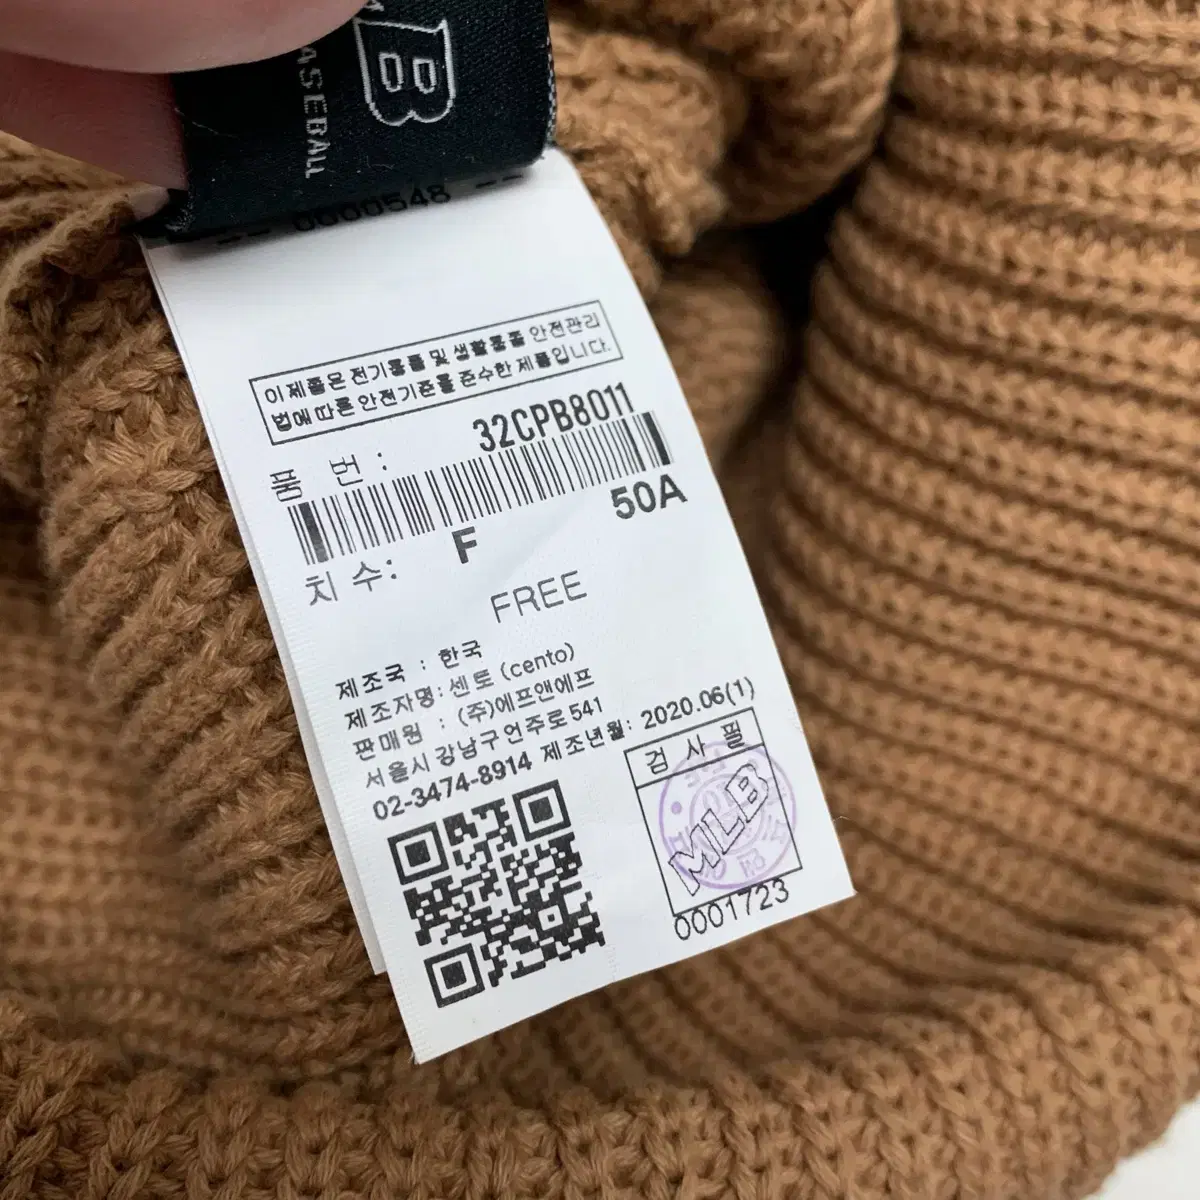 B
ASEBALL
-- 0000548 --
이 제품은 전기용품 및 생활용품 안전관리
법에 따른 안전기준을 준수한 제품입니다.
품 번 : 32CPB8011
50A
치 수 : F
FREE
제조국 : 한국
제조자명 : 센토 (cento)
판매원 : (주)에프앤에프
서울시 강남구 언주로 541
02-3474-8914 제조년월: 2020.06(1)
검 사 필
MLB
0001723